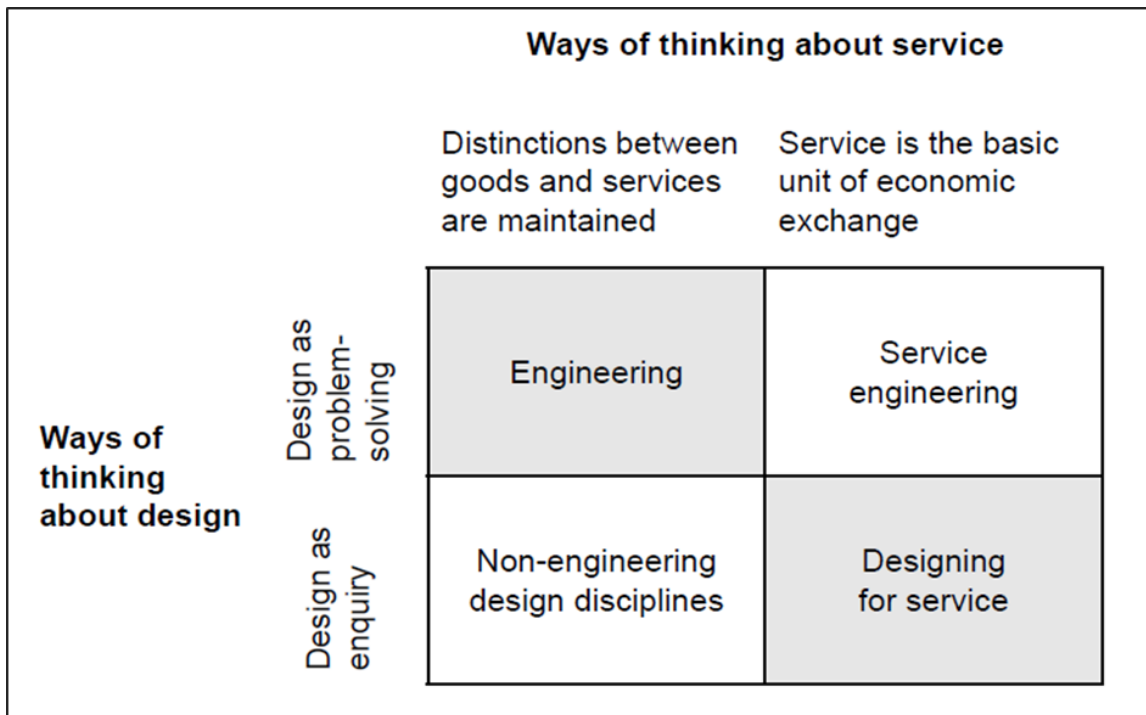 Ways of thinking about service
Distinctions between
goods and services
are maintained
Service is the basic
unit of economic
exchange
Ways of
thinking
about design
Design as
problem-
solving
Engineering
Service
engineering
Design as
enquiry
Non-engineering
design disciplines
Designing
for service